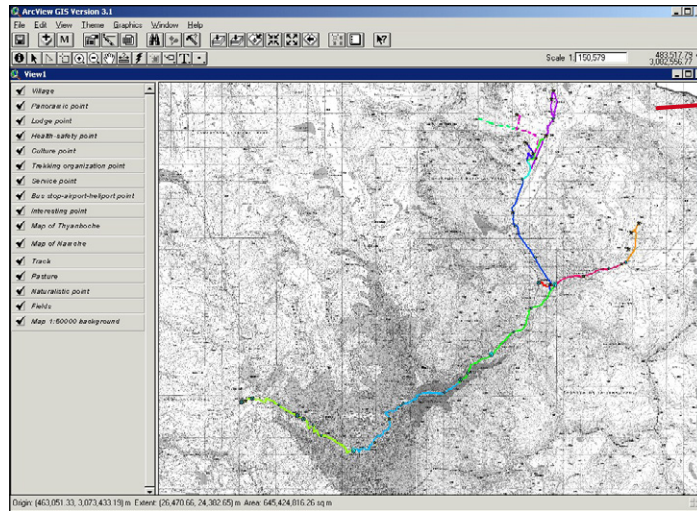 ArcView GIS Version 3.1
File Edit View Theme Graphics Window Help
Scale 1: 150,579
483,517.79
3,002,556.77
View1
Village
Panoramic point
Lodge point
Health-safety point
Culture point
Trekking organization point
Service point
Bus stop-airport-heliport point
Interesting point
Map of Thyanboche
Map of Namche
Track
Pasture
Naturalistic point
Fields
Map 1:50000 background
Origin: (463,051.33, 3,073,433.19) m Extent: (26,470.66, 24,382.65) m Area: 645,424,816.26 sq m